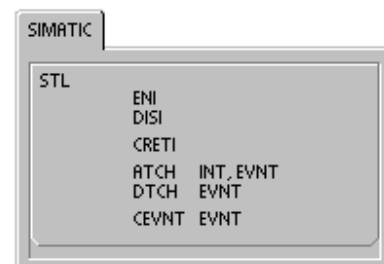 SIMATIC
STL
ENI
DISI
CRETI
ATCH INT, EVNT
DTCH EVNT
CEVNT EVNT